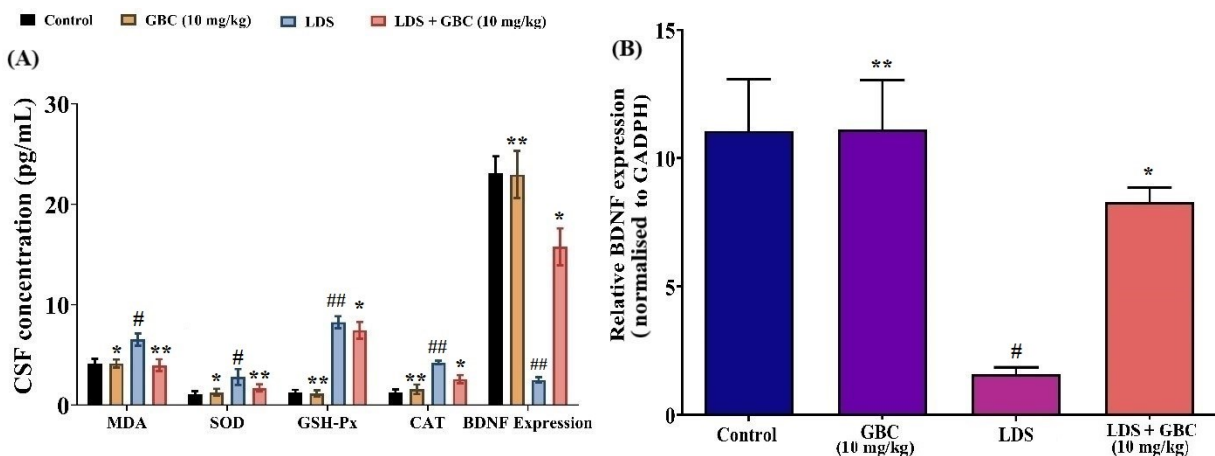 Control GBC (10 mg/kg) LDS LDS + GBC (10 mg/kg)
(A)
CSF concentration (pg/mL)
30
20
10
0
* # **
* # **
** ## *
** ## *
** ## *
MDA SOD GSH-Px CAT BDNF Expression
(B)
Relative BDNF expression
( normalised to GADPH)
15
10
5
0
** # *
Control GBC LDS LDS + GBC
(10 mg/kg) (10 mg/kg)